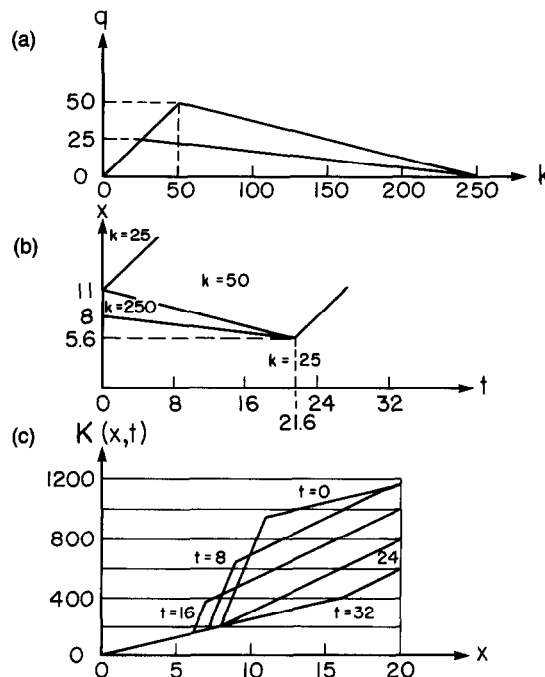 q
(a)
50
25
0
0 50 100 150 200 250 k
x
(b)
k = 25
k = 50
11
k=250
8
5.6
k = 25
0 8 16 24 32 t
21.6
(c) K (x,t)
1200
t=0
800
t=8
24
400
t=16
t=32
0
0 5 10 15 20 x